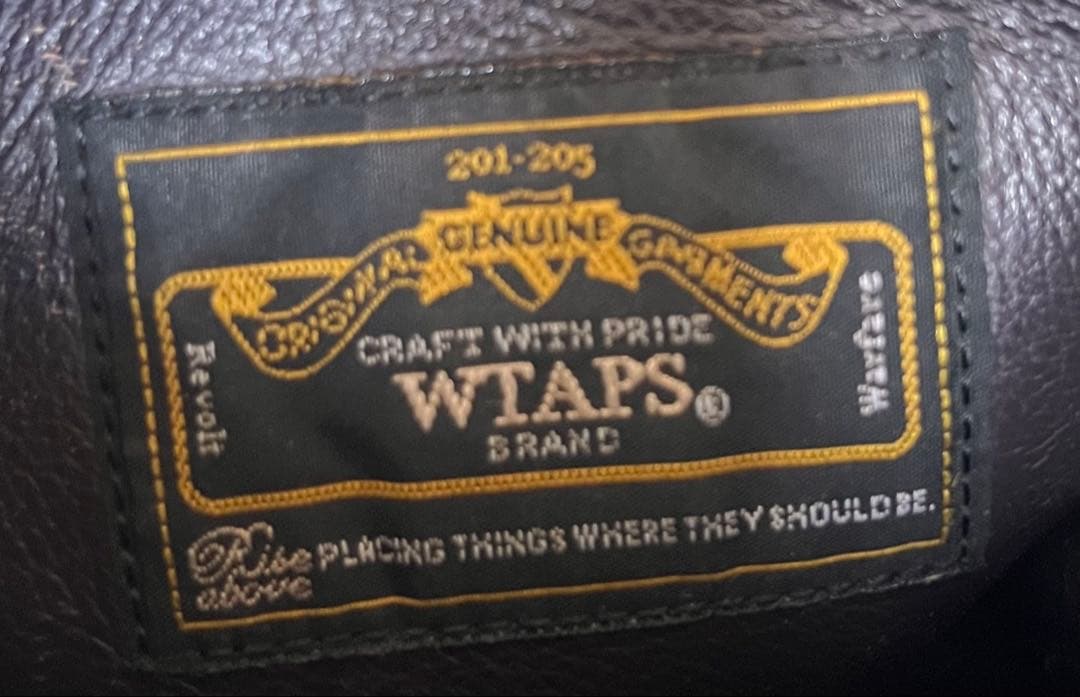 201-205
ORIGINAL GENUINE GARMENTS
Revolt
CRAFT WITH PRIDE
WTAPS®
BRAND
Warfare
Rise above
PLACING THINGS WHERE THEY SHOULD BE.